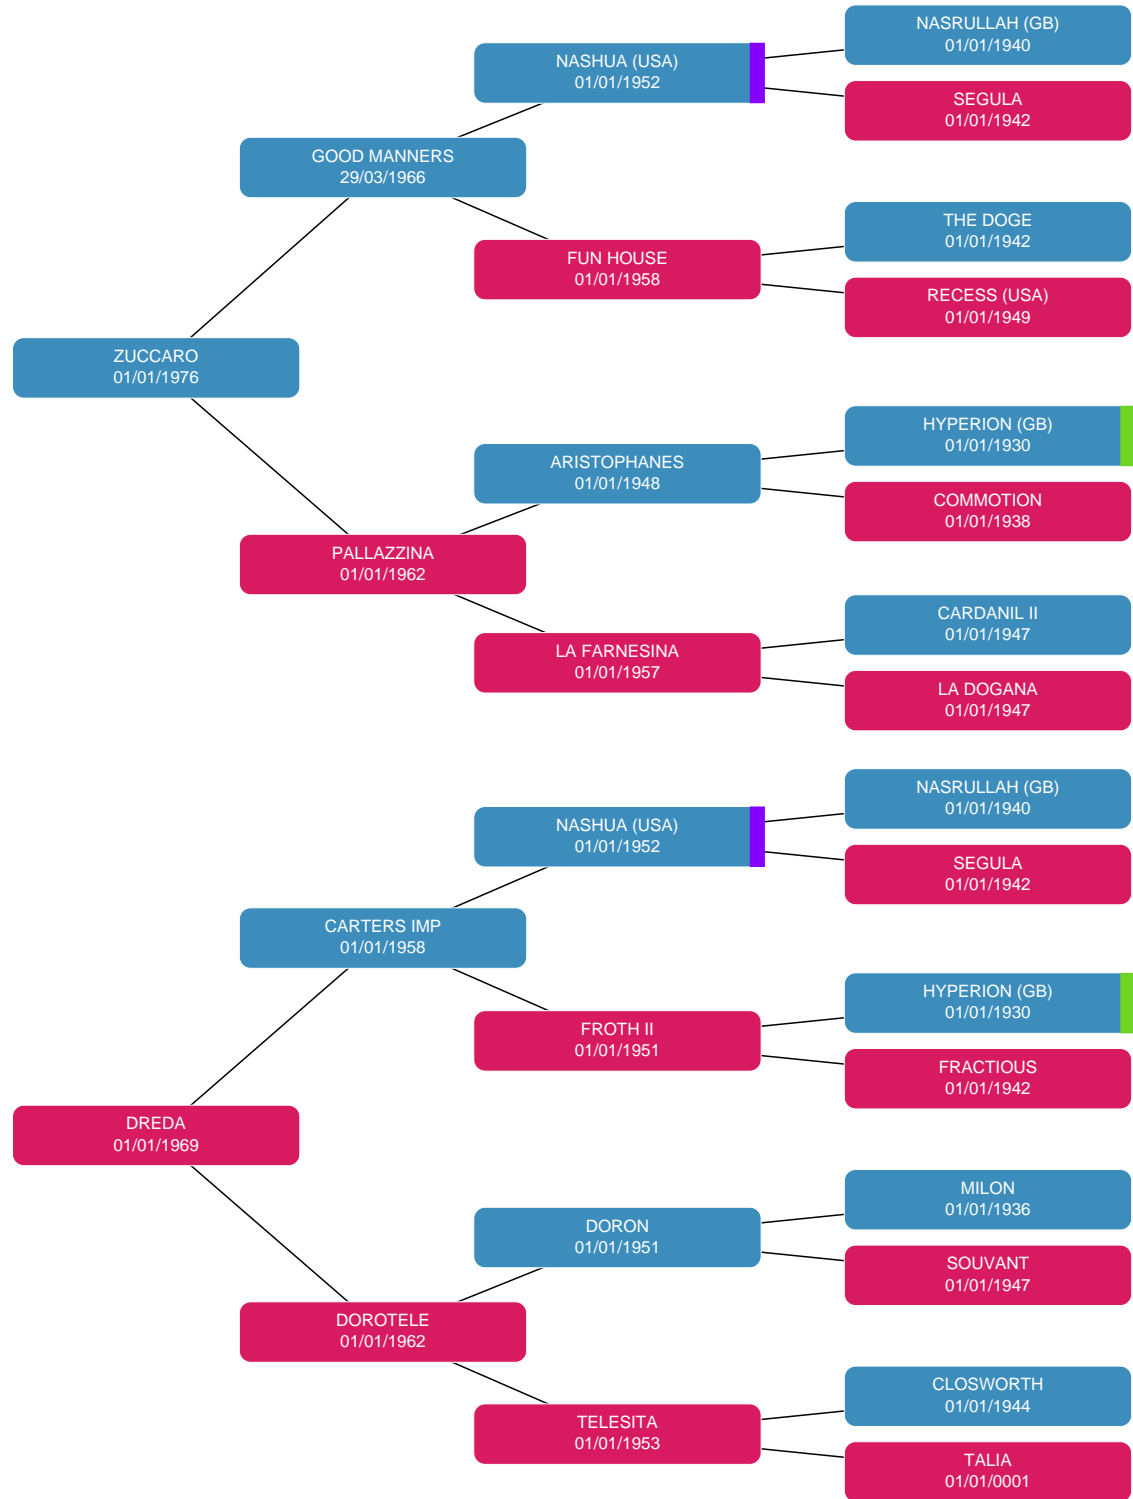 NASRULLAH (GB)
01/01/1940
NASHUA (USA)
01/01/1952
SEGULA
01/01/1942
GOOD MANNERS
29/03/1966
THE DOGE
01/01/1942
FUN HOUSE
01/01/1958
RECESS (USA)
01/01/1949
ZUCCARO
01/01/1976
HYPERION (GB)
01/01/1930
ARISTOPHANES
01/01/1948
COMMOTION
01/01/1938
PALLAZZINA
01/01/1962
CARDANIL II
01/01/1947
LA FARNESINA
01/01/1957
LA DOGANA
01/01/1947
NASRULLAH (GB)
01/01/1940
NASHUA (USA)
01/01/1952
SEGULA
01/01/1942
CARTERS IMP
01/01/1958
HYPERION (GB)
01/01/1930
FROTH II
01/01/1951
FRACTIOUS
01/01/1942
DREDA
01/01/1969
MILON
01/01/1936
DORON
01/01/1951
SOUVANT
01/01/1947
DOROTELE
01/01/1962
CLOSWORTH
01/01/1944
TELESITA
01/01/1953
TALIA
01/01/0001